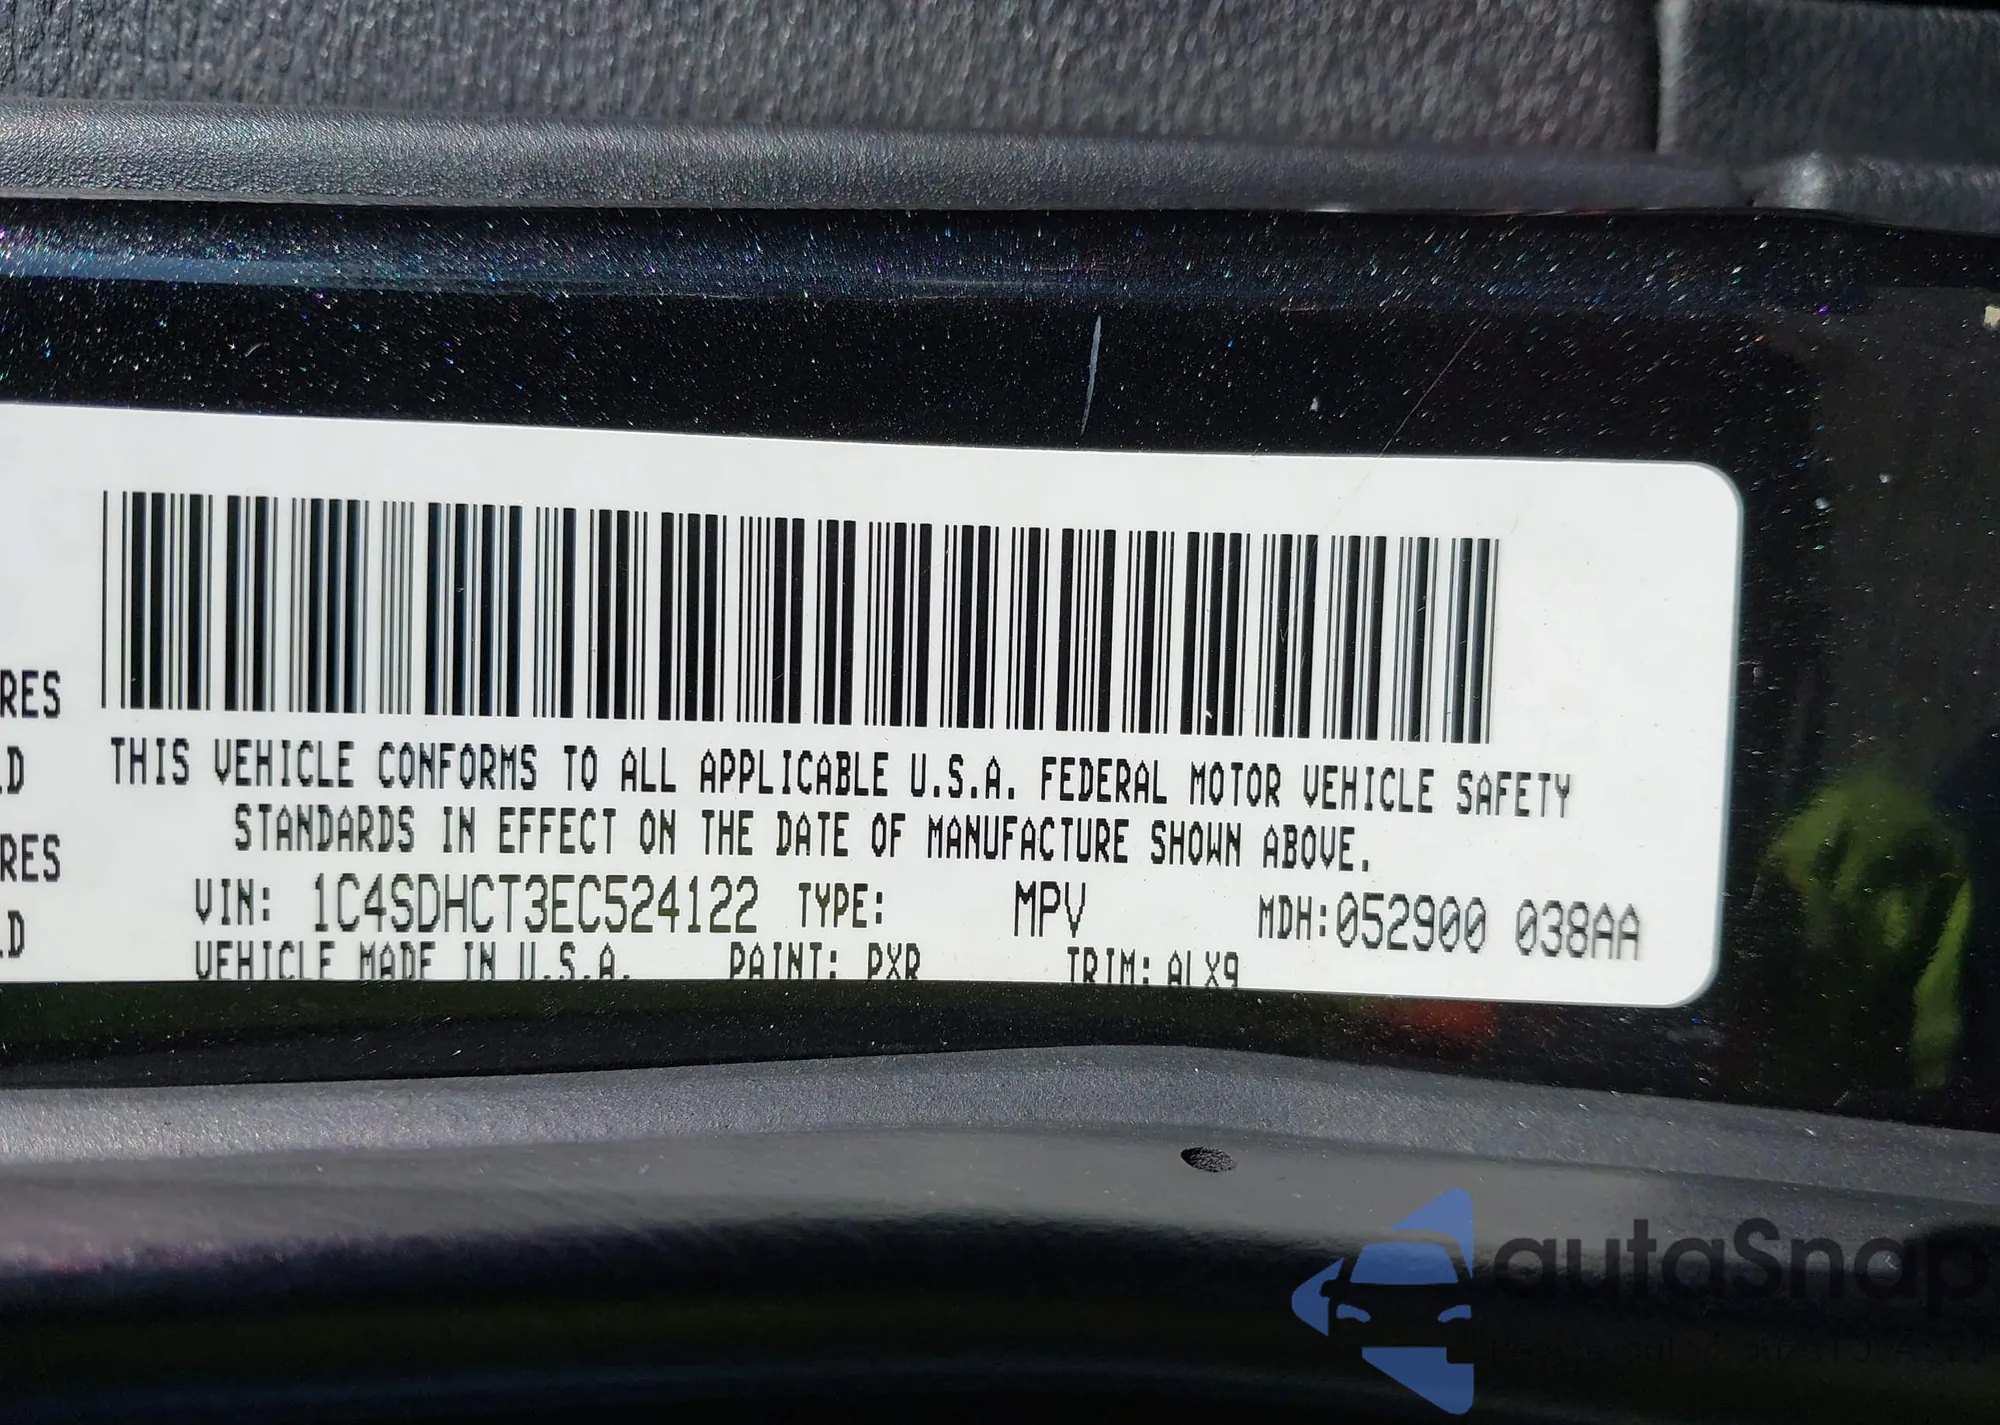 RES
LD
THIS VEHICLE CONFORMS TO ALL APPLICABLE U.S.A. FEDERAL MOTOR VEHICLE SAFETY
STANDARDS IN EFFECT ON THE DATE OF MANUFACTURE SHOWN ABOVE.
RES
LD
VIN: 1C4SDHCT3EC524122 TYPE: MPV MDH:052900 038AA
VEHICLE MADE IN U.S.A. PAINT: PXR TRIM: ALX9
autaSnap